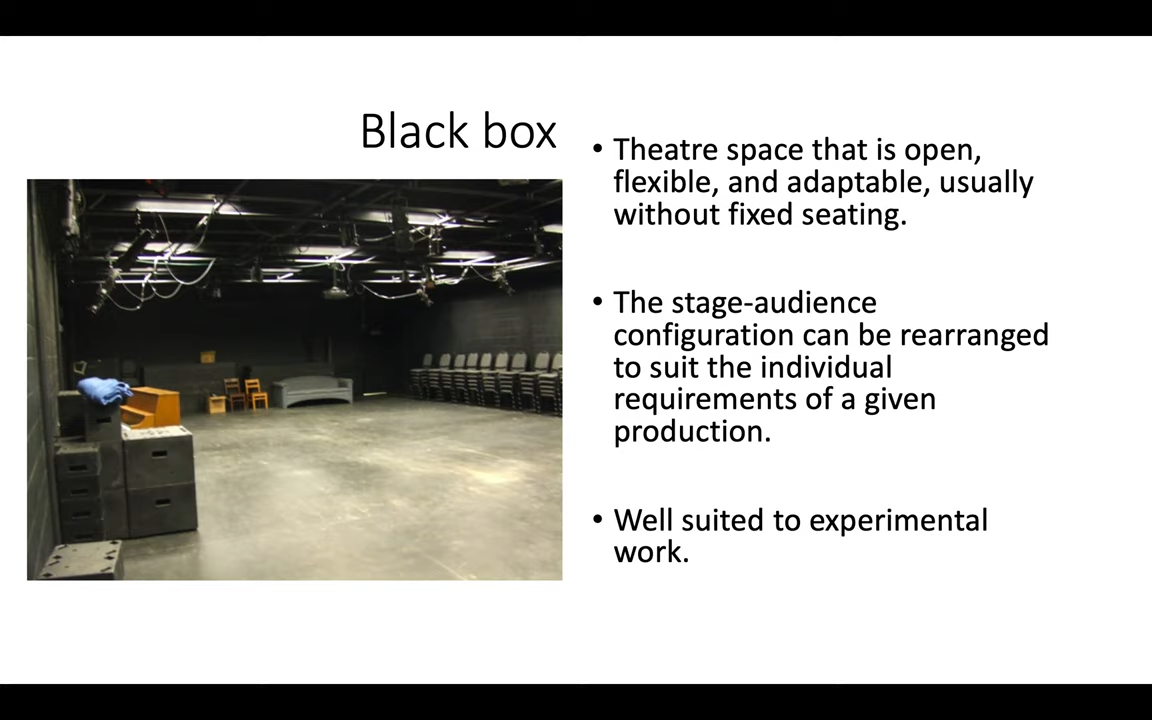 Black box
• Theatre space that is open,
flexible, and adaptable, usually
without fixed seating.
• The stage-audience
configuration can be rearranged
to suit the individual
requirements of a given
production.
• Well suited to experimental
work.